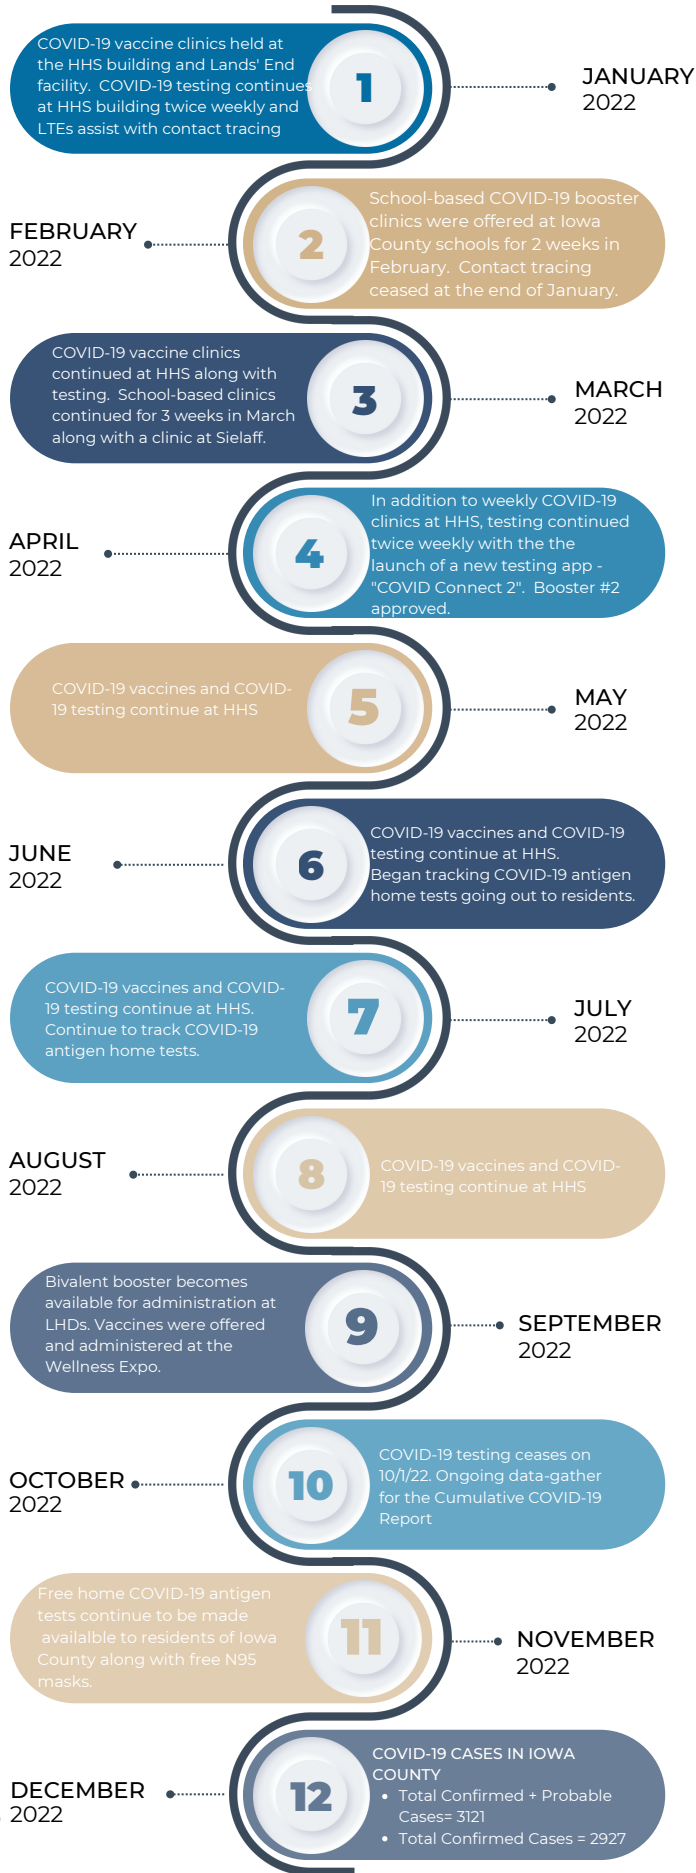 COVID-19 vaccine clinics held at
the HHS building and Lands' End
facility.  COVID-19 testing continues
at HHS building twice weekly and
LTEs assist with contact tracing
1
JANUARY
2022
FEBRUARY
2022
2
School-based COVID-19 booster
clinics were offered at Iowa
County schools for 2 weeks in
February.  Contact tracing
ceased at the end of January.
COVID-19 vaccine clinics
continued at HHS along with
testing.  School-based clinics
continued for 3 weeks in March
along with a clinic at Sielaff.
3
MARCH
2022
APRIL
2022
4
In addition to weekly COVID-19
clinics at HHS, testing continued
twice weekly with the the
launch of a new testing app -
"COVID Connect 2".  Booster #2
approved.
COVID-19 vaccines and COVID-
19 testing continue at HHS
5
MAY
2022
JUNE
2022
6
COVID-19 vaccines and COVID-19
testing continue at HHS.
Began tracking COVID-19 antigen
home tests going out to residents.
COVID-19 vaccines and COVID-
19 testing continue at HHS.
Continue to track COVID-19
antigen home tests.
7
JULY
2022
AUGUST
2022
8
COVID-19 vaccines and COVID-
19 testing continue at HHS
Bivalent booster becomes
available for administration at
LHDs. Vaccines were offered
and administered at the
Wellness Expo.
9
SEPTEMBER
2022
OCTOBER
2022
10
COVID-19 testing ceases on
10/1/22. Ongoing data-gather
for the Cumulative COVID-19
Report
Free home COVID-19 antigen
tests continue to be made
availalble to residents of Iowa
County along with free N95
masks.
11
NOVEMBER
2022
DECEMBER
2022
12
COVID-19 CASES IN IOWA
COUNTY
• Total Confirmed + Probable
Cases= 3121
• Total Confirmed Cases = 2927